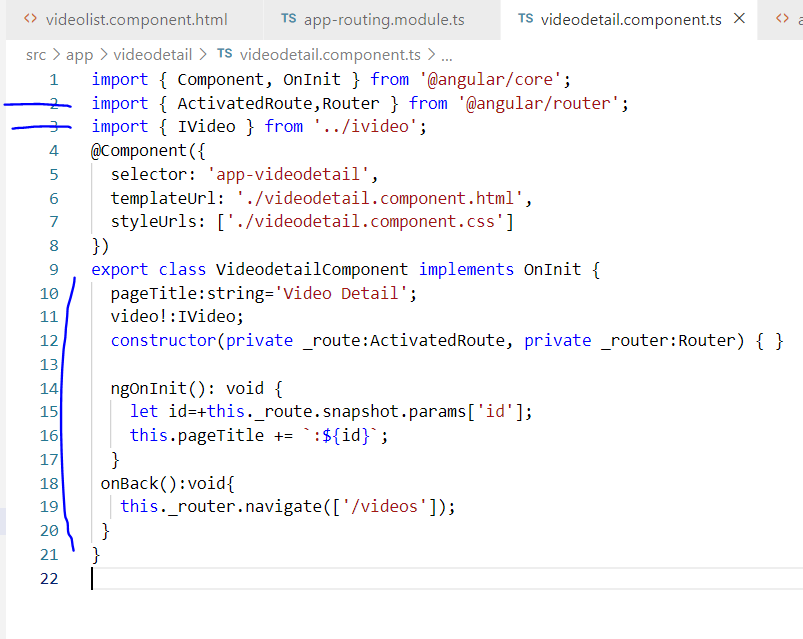 <> videolist.component.html TS app-routing.module.ts TS videodetail.component.ts × <> a
src > app > videodetail > TS videodetail.component.ts > ...
1 import { Component, OnInit } from '@angular/core';
2 import { ActivatedRoute,Router } from '@angular/router';
3 import { IVideo } from '../ivideo';
4 @Component({
5 selector: 'app-videodetail',
6 templateUrl: './videodetail.component.html',
7 styleUrls: ['./videodetail.component.css']
8 })
9 export class VideodetailComponent implements OnInit {
10 pageTitle:string='Video Detail';
11 video!:IVideo;
12 constructor(private _route:ActivatedRoute, private _router:Router) { }
13
14 ngOnInit(): void {
15 let id=+this._route.snapshot.params['id'];
16 this.pageTitle += `:${id}`;
17 }
18 onBack():void{
19 this._router.navigate(['/videos']);
20 }
21 }
22